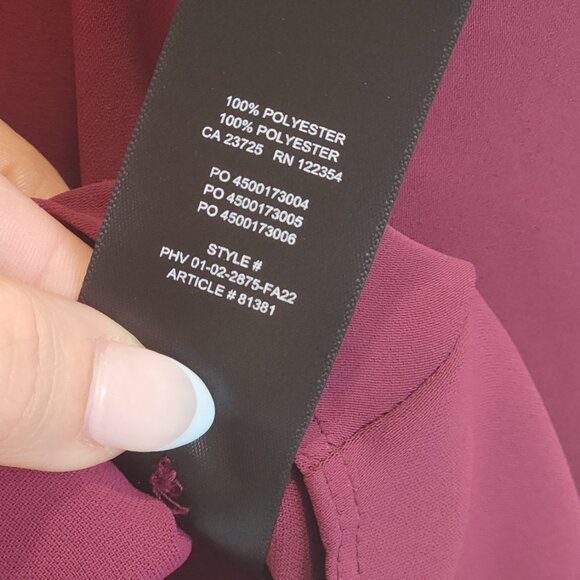 100% POLYESTER
100% POLYESTER
CA 23725 RN 122354
PO 4500173004
PO 4500173005
PO 4500173006
STYLE #
PHV 01-02-2875-FA22
ARTICLE # 81381